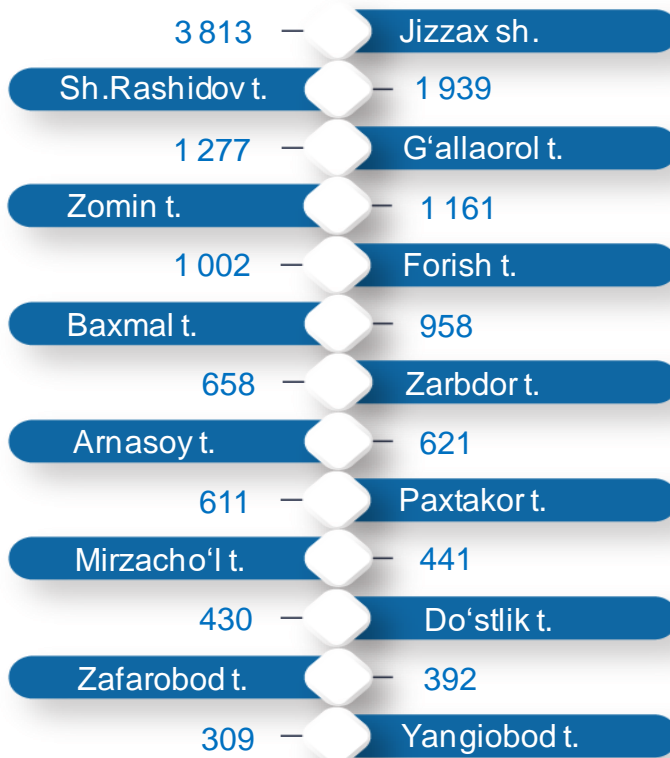 3 813 Jizzax sh.
Sh.Rashidov t. 1 939
1 277 G‘allaorol t.
Zomin t. 1 161
1 002 Forish t.
Baxmal t. 958
658 Zarbdor t.
Arnasoy t. 621
611 Paxtakor t.
Mirzacho‘l t. 441
430 Do‘stlik t.
Zafarobod t. 392
309 Yangiobod t.